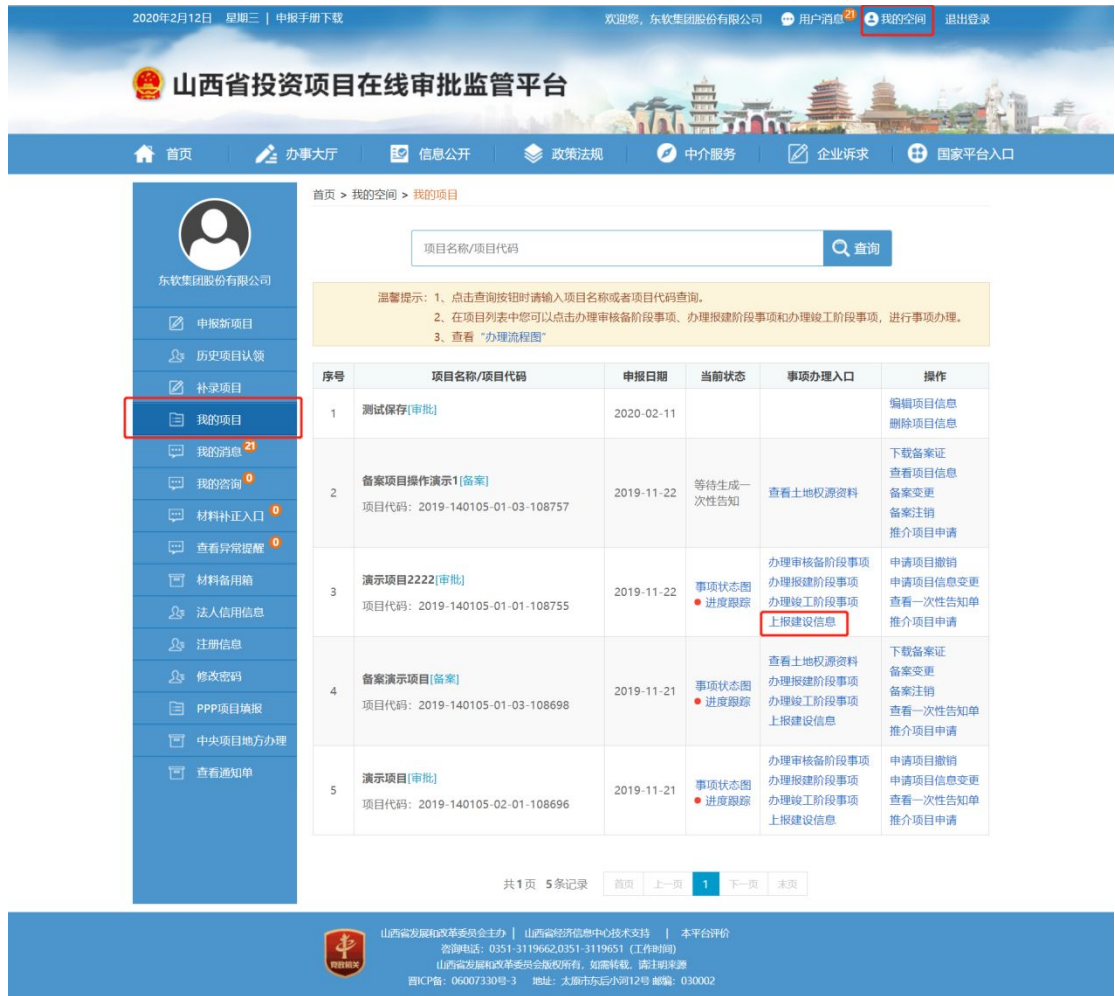 2020年2月12日 星期三 | 申报手册下载
欢迎您，东软集团股份有限公司 用户消息 21 我的空间 退出登录
山西省投资项目在线审批监管平台
首页 办事大厅 信息公开 政策法规 中介服务 企业诉求 国家平台入口
首页 > 我的空间 > 我的项目
项目名称/项目代码 查询
东软集团股份有限公司
申报新项目
历史项目认领
补录项目
我的项目
我的消息 21
我的咨询 0
材料补正入口 0
查看异常提醒 0
材料备用箱
法人信用信息
注册信息
修改密码
PPP项目填报
中央项目地方办理
查看通知单
温馨提示：1、点击查询按钮时请输入项目名称或者项目代码查询。
2、在项目列表中您可以点击办理审核备阶段事项、办理报建阶段事项和办理竣工阶段事项，进行事项办理。
3、查看 “办理流程图”
序号 项目名称/项目代码 申报日期 当前状态 事项办理入口 操作
1 测试保存[审批] 2020-02-11
编辑项目信息
删除项目信息
2
备案项目操作演示1[备案]
项目代码：2019-140105-01-03-108757
2019-11-22
等待生成一
次性告知
查看土地权源资料
下载备案证
查看项目信息
备案变更
备案注销
推介项目申请
3
演示项目2222[审批]
项目代码：2019-140105-01-01-108755
2019-11-22
事项状态图
进度跟踪
办理审核备阶段事项
办理报建阶段事项
办理竣工阶段事项
上报建设信息
申请项目撤销
申请项目信息变更
查看一次性告知单
推介项目申请
4
备案演示项目[备案]
项目代码：2019-140105-01-03-108698
2019-11-21
事项状态图
进度跟踪
查看土地权源资料
办理报建阶段事项
办理竣工阶段事项
上报建设信息
下载备案证
备案变更
备案注销
查看一次性告知单
推介项目申请
5
演示项目[审批]
项目代码：2019-140105-02-01-108696
2019-11-21
事项状态图
进度跟踪
办理审核备阶段事项
办理报建阶段事项
办理竣工阶段事项
上报建设信息
申请项目撤销
申请项目信息变更
查看一次性告知单
推介项目申请
共1页 5条记录 首页 上一页 1 下一页 末页
党政机关
山西省发展和改革委员会主办 | 山西省经济信息中心技术支持 | 本平台评价
咨询电话：0351-3119662,0351-3119651（工作时间）
山西省发展和改革委员会版权所有，如需转载，请注明来源
晋ICP备：06007330号-3 地址：太原市东后小河12号 邮编：030002